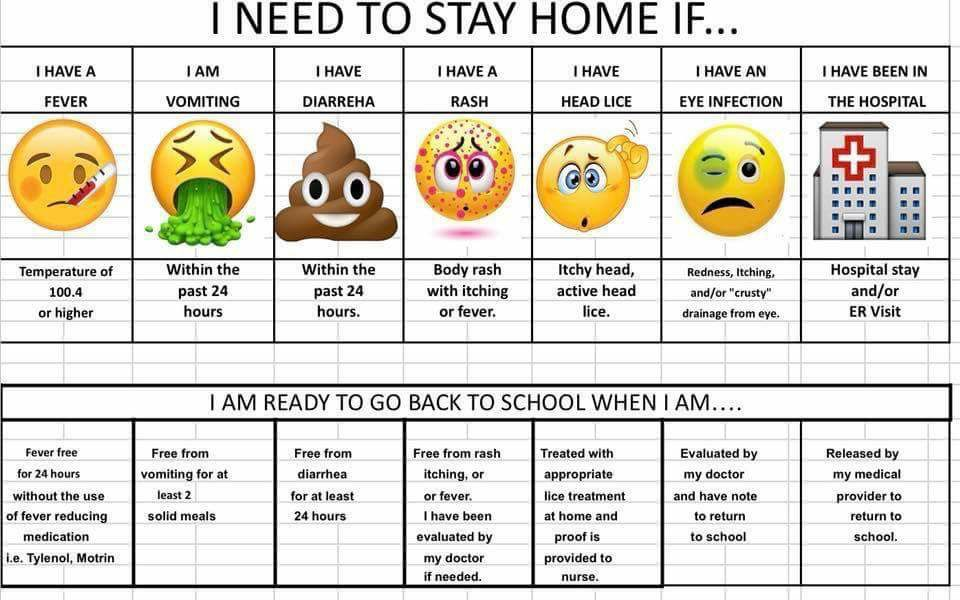 I NEED TO STAY HOME IF...
I HAVE A
FEVER
I AM
VOMITING
I HAVE
DIARREHA
I HAVE A
RASH
I HAVE
HEAD LICE
I HAVE AN
EYE INFECTION
I HAVE BEEN IN
THE HOSPITAL
Temperature of
100.4
or higher
Within the
past 24
hours
Within the
past 24
hours.
Body rash
with itching
or fever.
Itchy head,
active head
lice.
Redness, Itching,
and/or "crusty"
drainage from eye.
Hospital stay
and/or
ER Visit
I AM READY TO GO BACK TO SCHOOL WHEN I AM....
Fever free
for 24 hours
without the use
of fever reducing
medication
i.e. Tylenol, Motrin
Free from
vomiting for at
least 2
solid meals
Free from
diarrhea
for at least
24 hours
Free from rash
itching, or
or fever.
I have been
evaluated by
my doctor
if needed.
Treated with
appropriate
lice treatment
at home and
proof is
provided to
nurse.
Evaluated by
my doctor
and have note
to return
to school
Released by
my medical
provider to
return to
school.